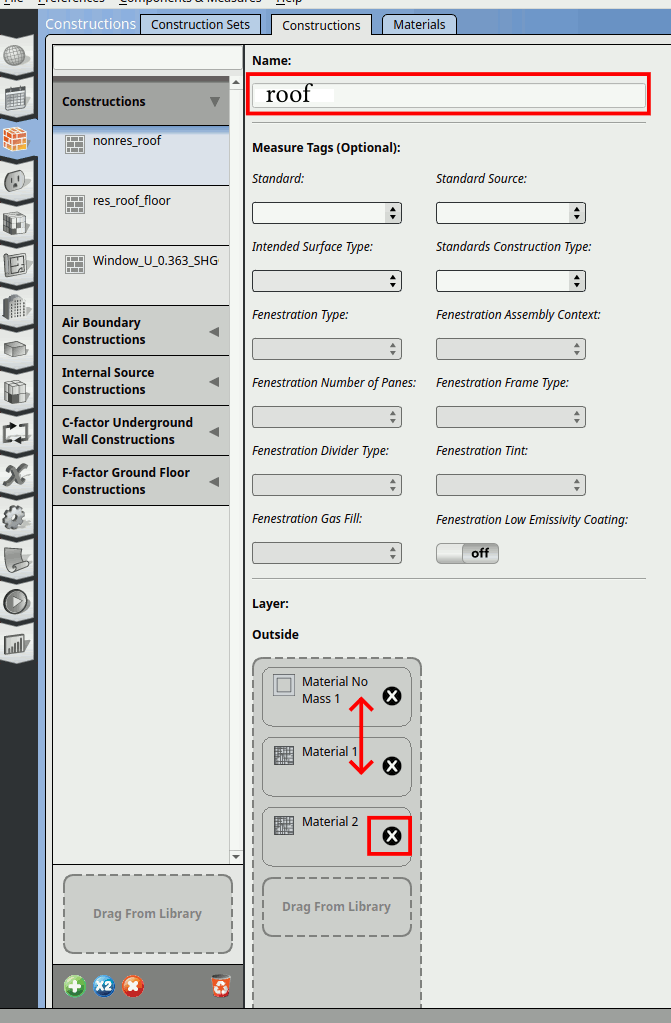 Preferences Components & Measures Help
Constructions Construction Sets Constructions Materials
Name:
roof
Constructions
nonres_roof
res_roof_floor
Window_U_0.363_SHG
Air Boundary
Constructions
Internal Source
Constructions
C-factor Underground
Wall Constructions
F-factor Ground Floor
Constructions
Drag From Library
X2
Measure Tags (Optional):
Standard: Standard Source:
Intended Surface Type: Standards Construction Type:
Fenestration Type: Fenestration Assembly Context:
Fenestration Number of Panes: Fenestration Frame Type:
Fenestration Divider Type: Fenestration Tint:
Fenestration Gas Fill: Fenestration Low Emissivity Coating:
off
Layer:
Outside
Material No
Mass 1
Material 1
Material 2
Drag From Library